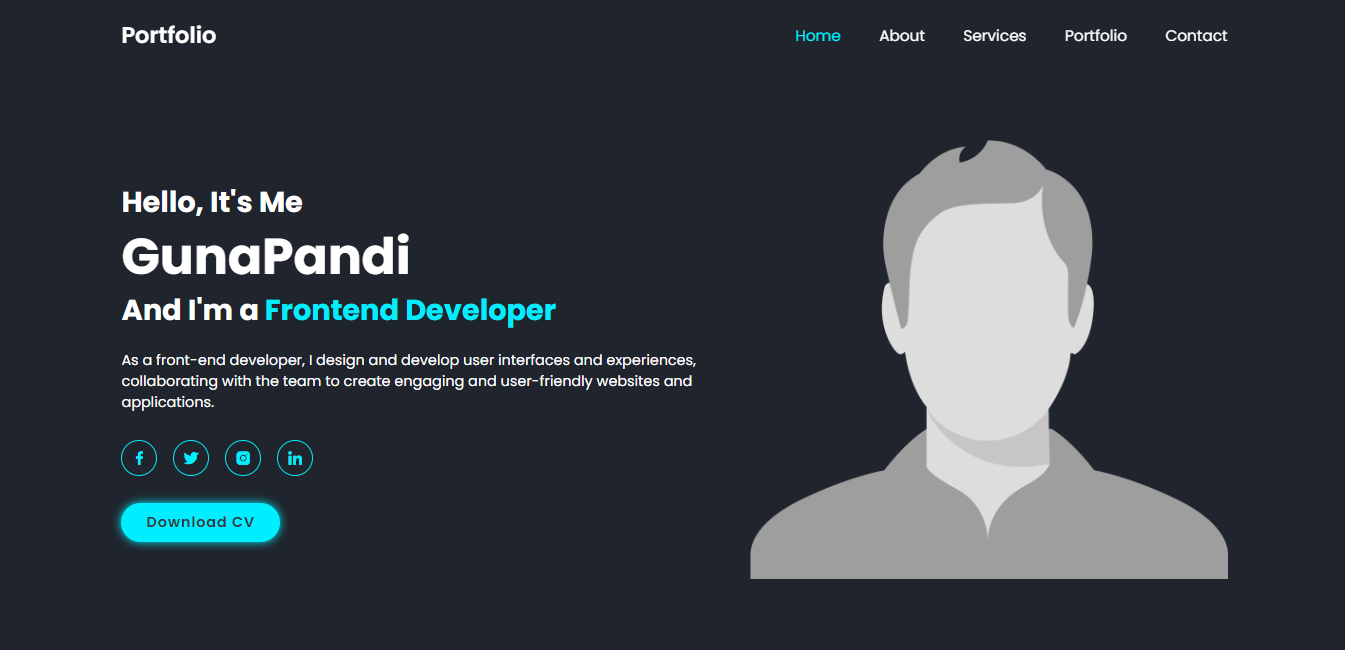 Portfolio
Home About Services Portfolio Contact
Hello, It's Me
GunaPandi
And I'm a Frontend Developer
As a front-end developer, I design and develop user interfaces and experiences,
collaborating with the team to create engaging and user-friendly websites and
applications.
Download CV